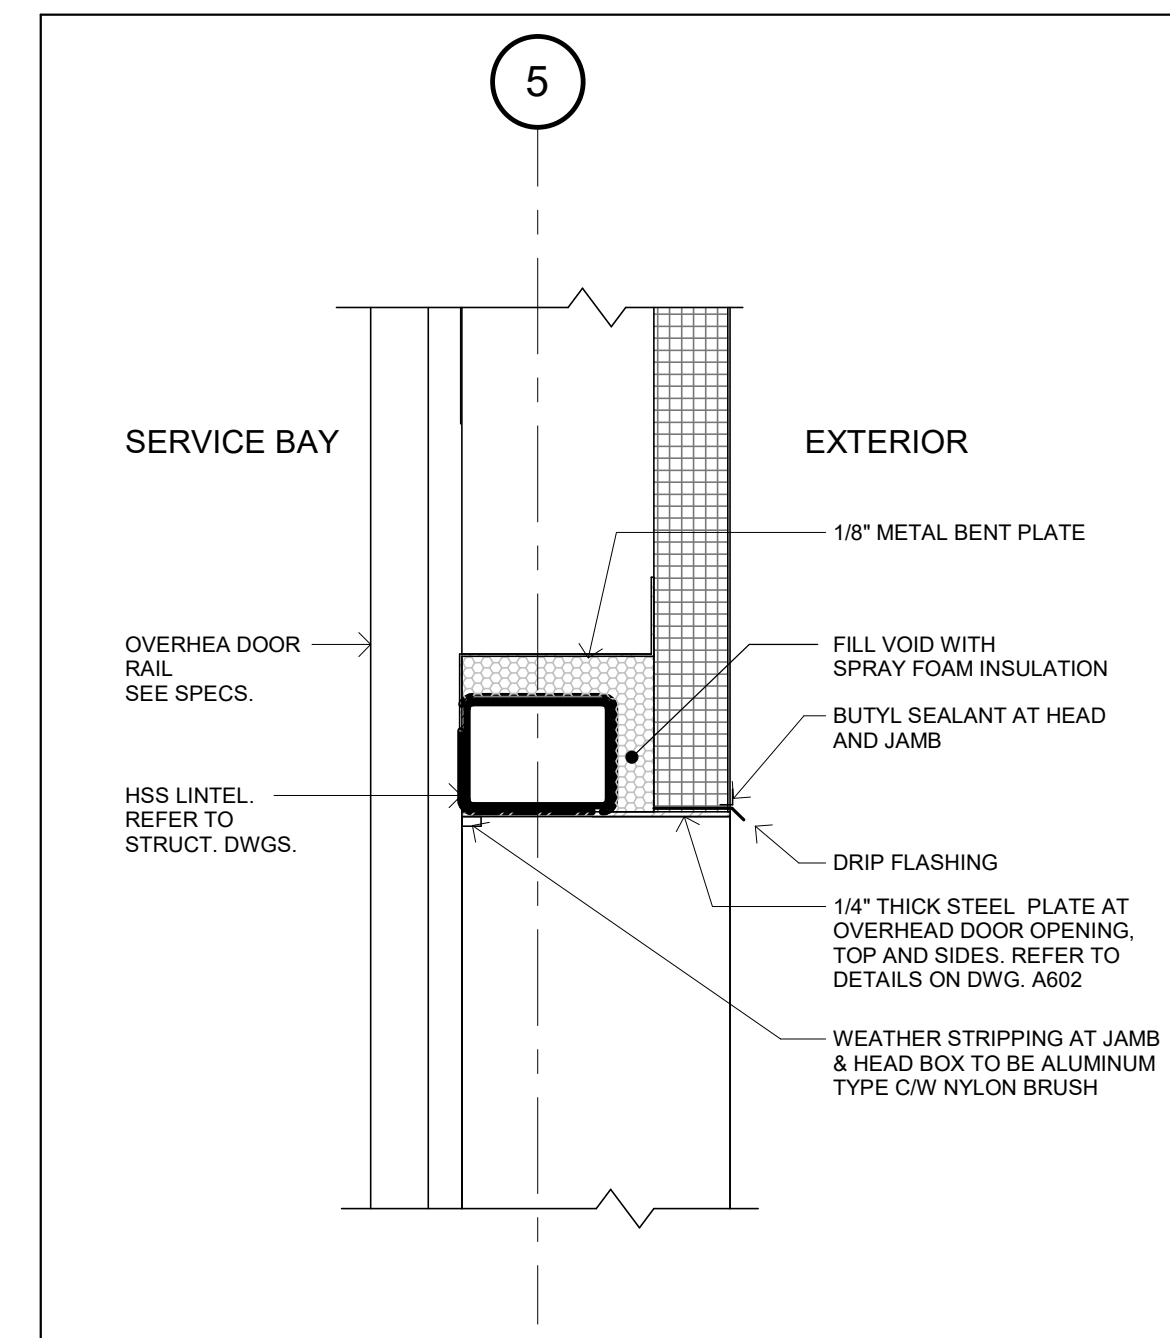 5
SERVICE BAY
EXTERIOR
1/8" METAL BENT PLATE
OVERHEA DOOR
RAIL
SEE SPECS.
FILL VOID WITH
SPRAY FOAM INSULATION
BUTYL SEALANT AT HEAD
AND JAMB
HSS LINTEL.
REFER TO
STRUCT. DWGS.
DRIP FLASHING
1/4" THICK STEEL PLATE AT
OVERHEAD DOOR OPENING,
TOP AND SIDES. REFER TO
DETAILS ON DWG. A602
WEATHER STRIPPING AT JAMB
& HEAD BOX TO BE ALUMINUM
TYPE C/W NYLON BRUSH